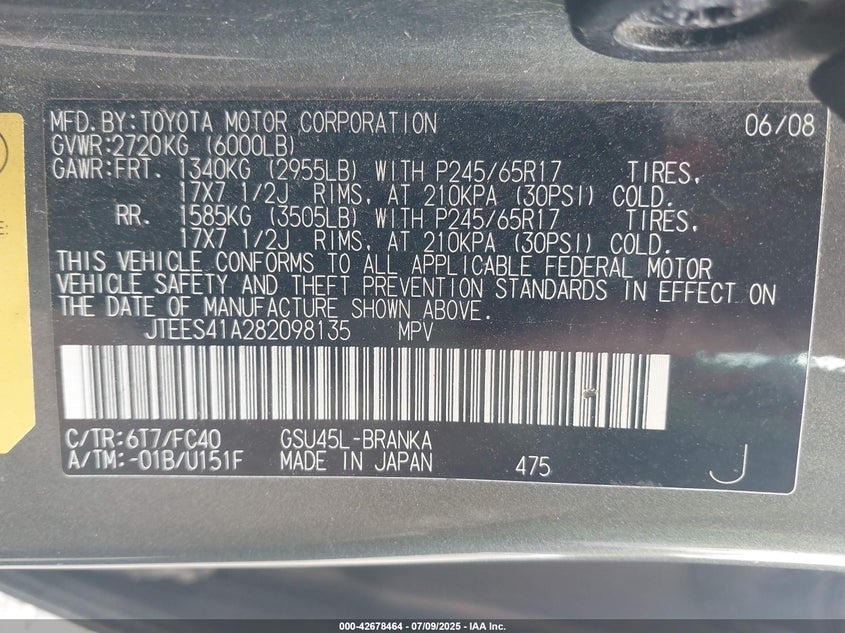 MFD.BY:TOYOTA MOTOR CORPORATION 06/08
GVWR:2720KG (6000LB)
GAWR:FRT. 1340KG (2955LB) WITH P245/65R17 TIRES,
17X7 1/2J RIMS, AT 210KPA (30PSI) COLD.
RR. 1585KG (3505LB) WITH P245/65R17 TIRES,
17X7 1/2J RIMS, AT 210KPA (30PSI) COLD.
THIS VEHICLE CONFORMS TO ALL APPLICABLE FEDERAL MOTOR
VEHICLE SAFETY AND THEFT PREVENTION STANDARDS IN EFFECT ON
THE DATE OF MANUFACTURE SHOWN ABOVE.
JTEES41A282098135 MPV
C/TR:6T7/FC40 GSU45L-BRANKA
A/TM:-01B/U151F MADE IN JAPAN 475 J
E:
000-42678464 | 07/09/2025 - IAA Inc.